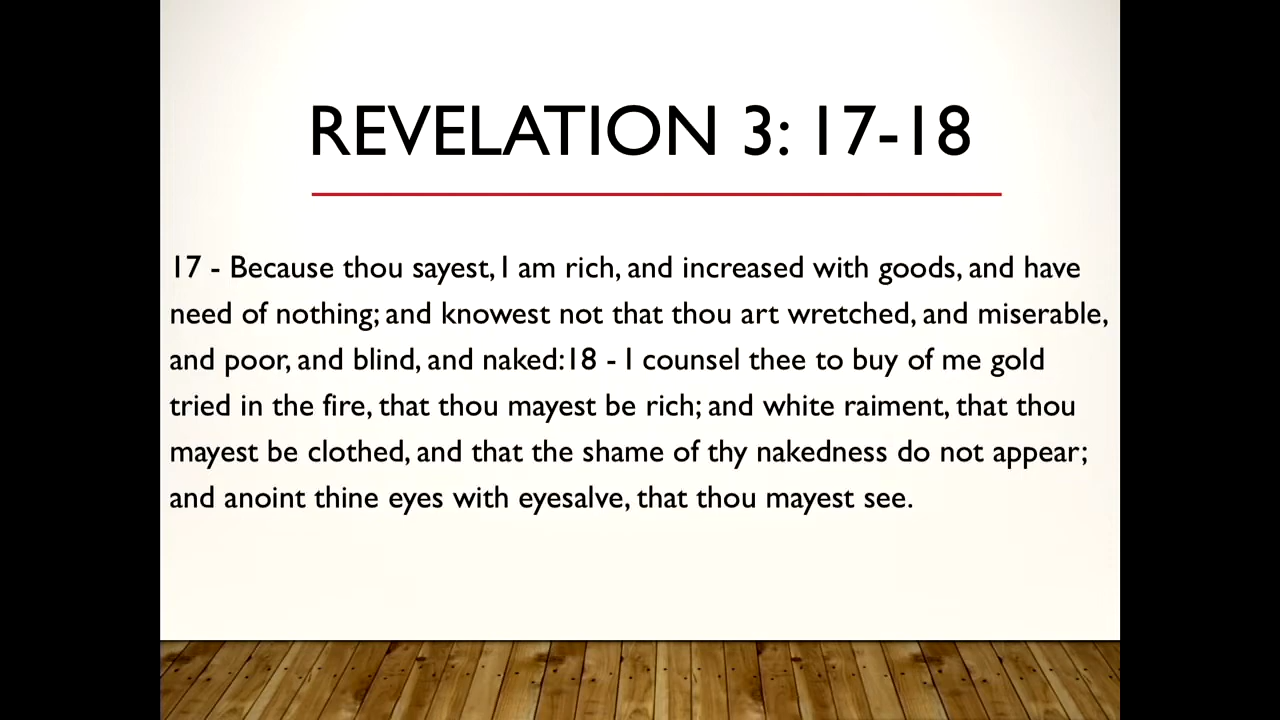 REVELATION 3: 17-18
17 - Because thou sayest, I am rich, and increased with goods, and have
need of nothing; and knowest not that thou art wretched, and miserable,
and poor, and blind, and naked:18 - I counsel thee to buy of me gold
tried in the fire, that thou mayest be rich; and white raiment, that thou
mayest be clothed, and that the shame of thy nakedness do not appear;
and anoint thine eyes with eyesalve, that thou mayest see.